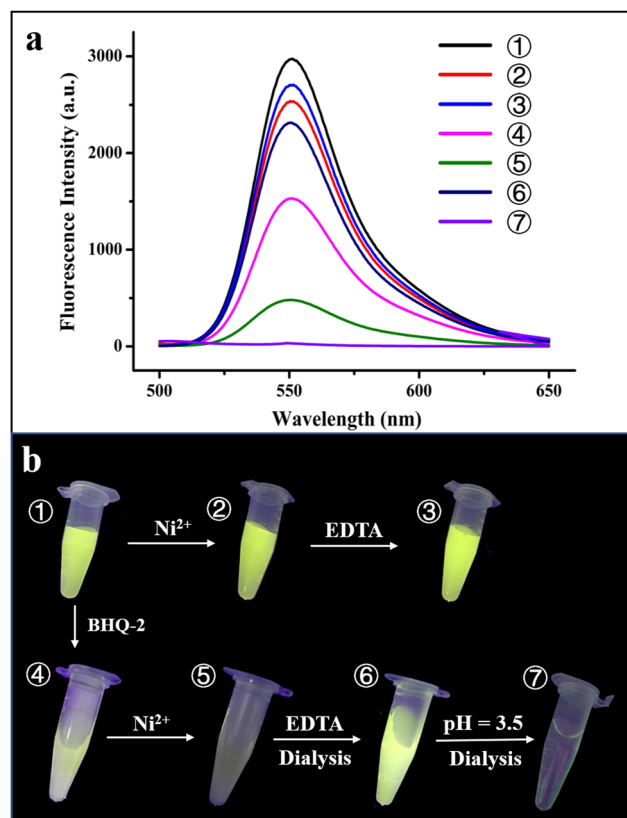 a
Fluorescence Intensity (a.u.)
3000
2000
1000
0
500
550
600
650
Wavelength (nm)
①
②
③
④
⑤
⑥
⑦
b
①
Ni²⁺
②
EDTA
③
BHQ-2
④
Ni²⁺
⑤
EDTA
Dialysis
⑥
pH = 3.5
Dialysis
⑦